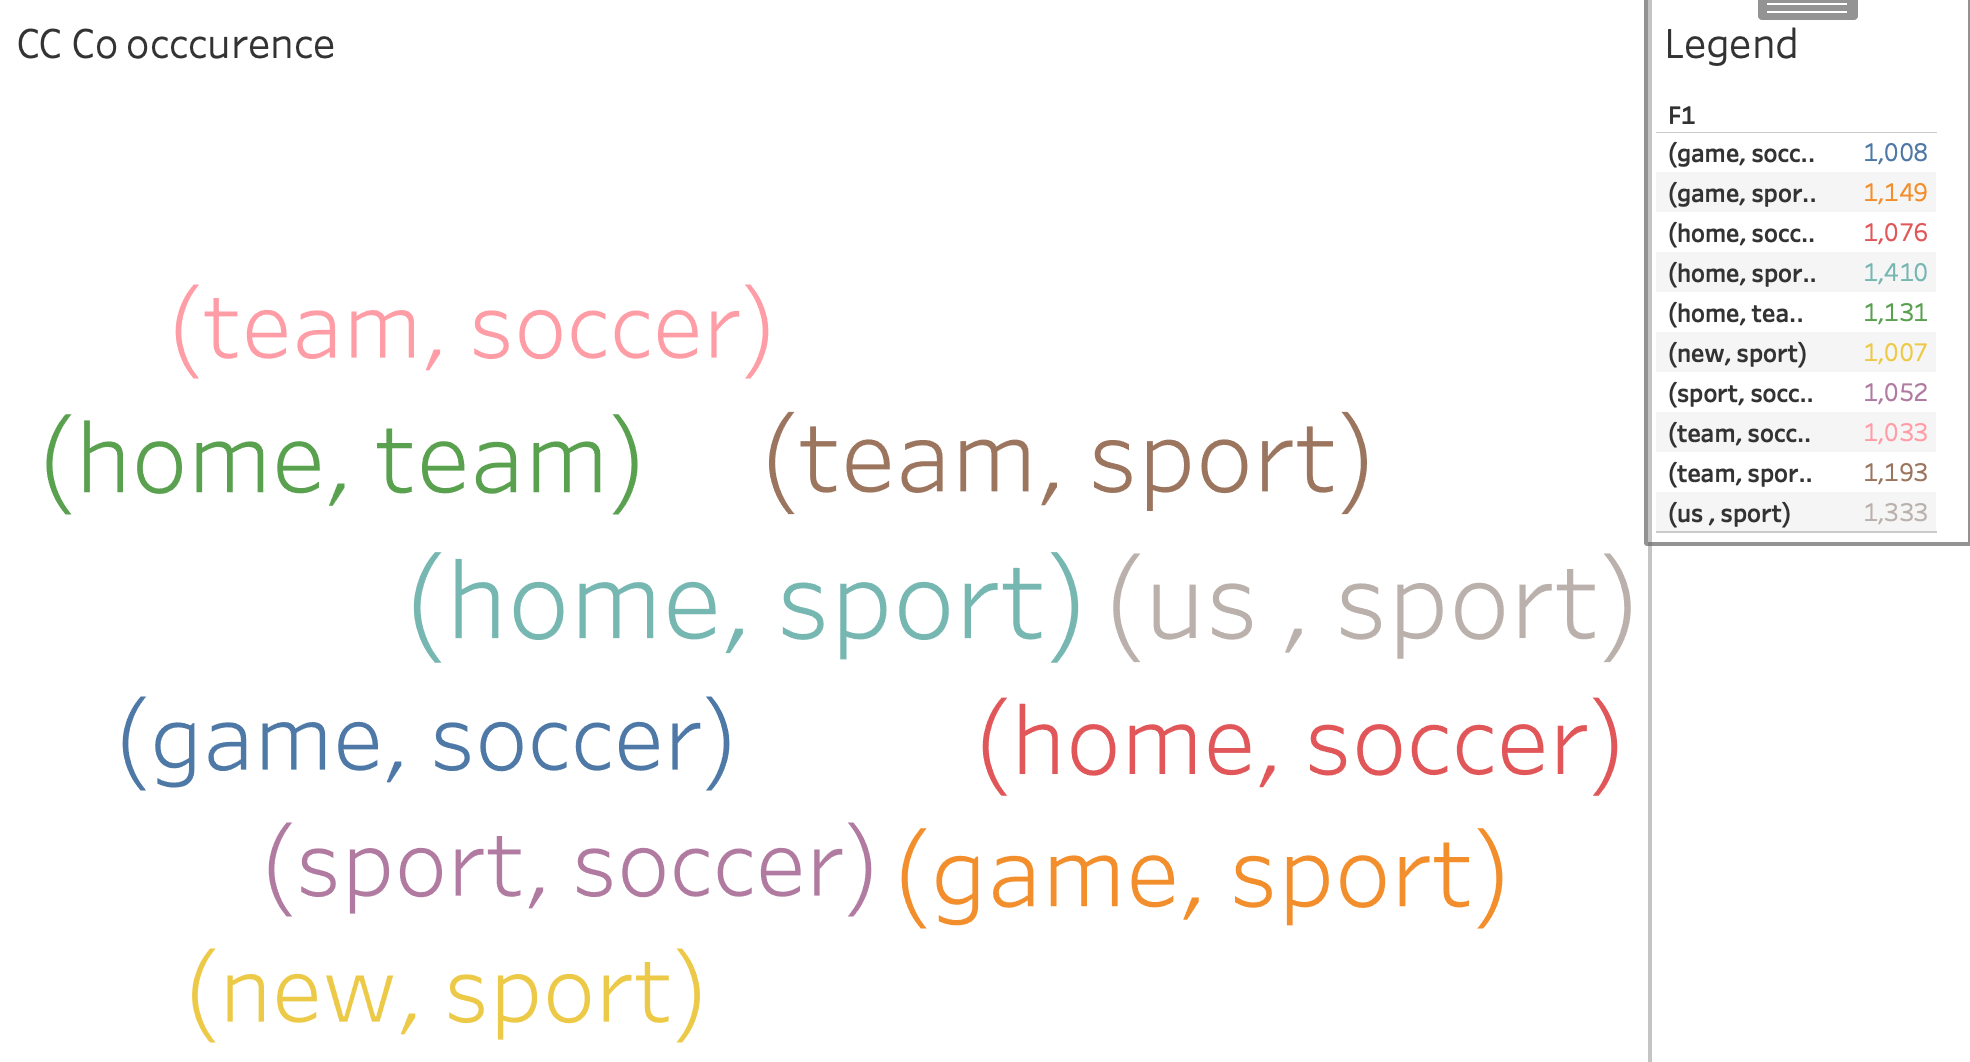 CC Co occcurence
(team, soccer)
(home, team) (team, sport)
(home, sport) (us , sport)
(game, soccer) (home, soccer)
(sport, soccer) (game, sport)
(new, sport)
Legend
F1
(game, socc.. 1,008
(game, spor.. 1,149
(home, socc.. 1,076
(home, spor.. 1,410
(home, tea.. 1,131
(new, sport) 1,007
(sport, socc.. 1,052
(team, socc.. 1,033
(team, spor.. 1,193
(us , sport) 1,333